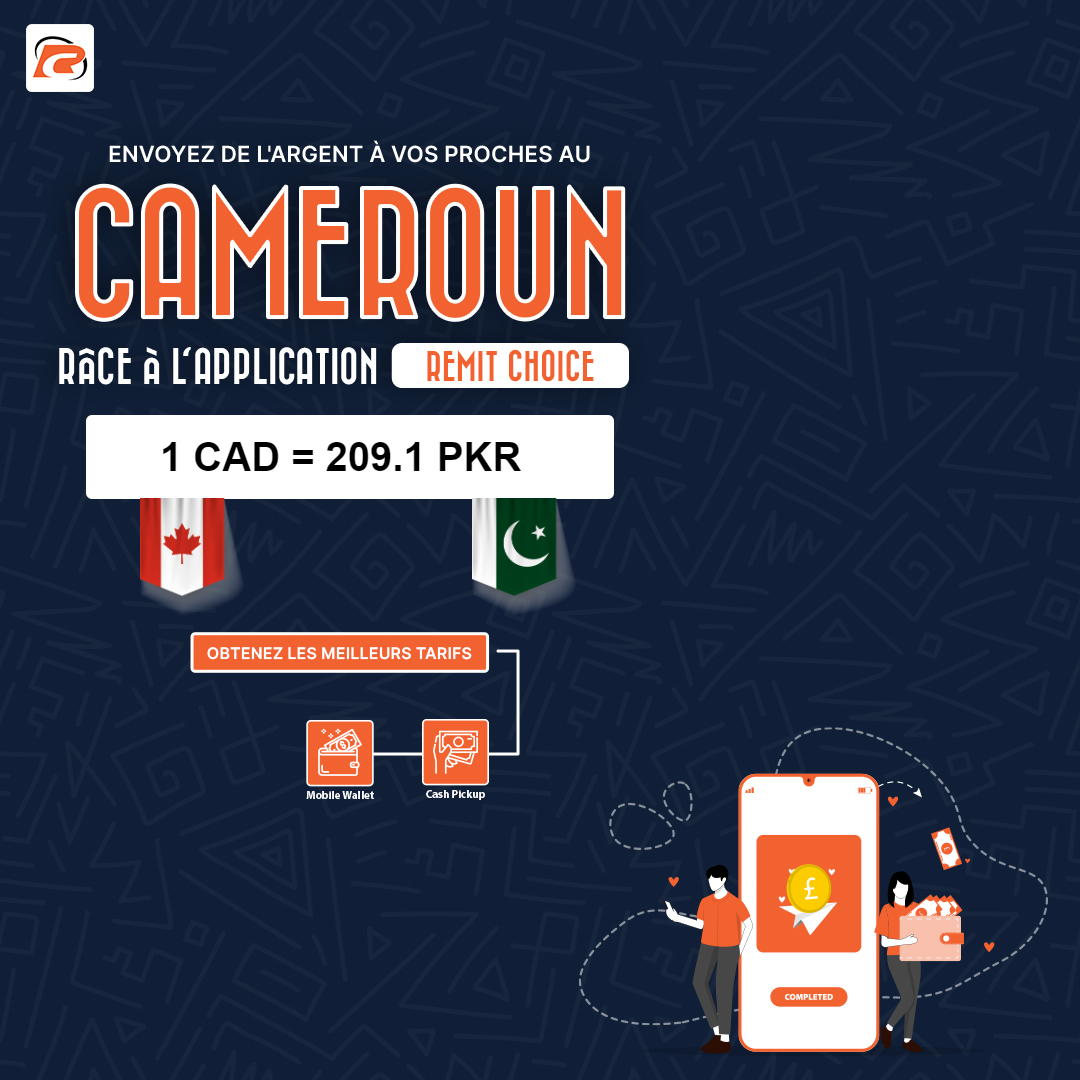 ENVOYEZ DE L'ARGENT À VOS PROCHES AU
CAMEROUN
RÂCE À L'APPLICATION REMIT CHOICE
1 CAD = 209.1 PKR
OBTENEZ LES MEILLEURS TARIFS
Mobile Wallet Cash Pickup
£
COMPLETED